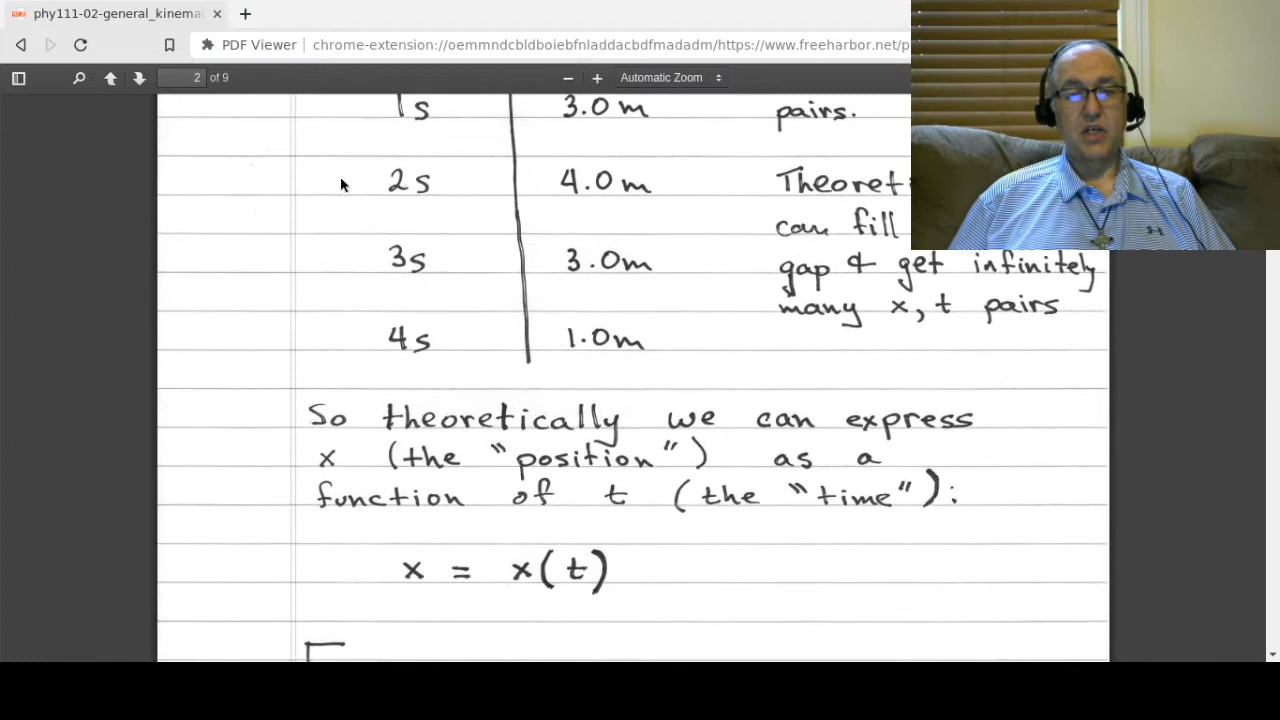 phy111-02-general_kinema
PDF Viewer
chrome-extension://oemmndcbldboiebfnladdacbdfmadadm/https://www.freeharbor.net/p
2 of 9
Automatic Zoom
1s 3.0 m pairs.
2s 4.0 m Theoreti
can fill
3s 3.0m gap & get infinitely
many x, t pairs
4s 1.0m
So theoretically we can express
x (the "position") as a
function of t (the "time"):
x = x(t)